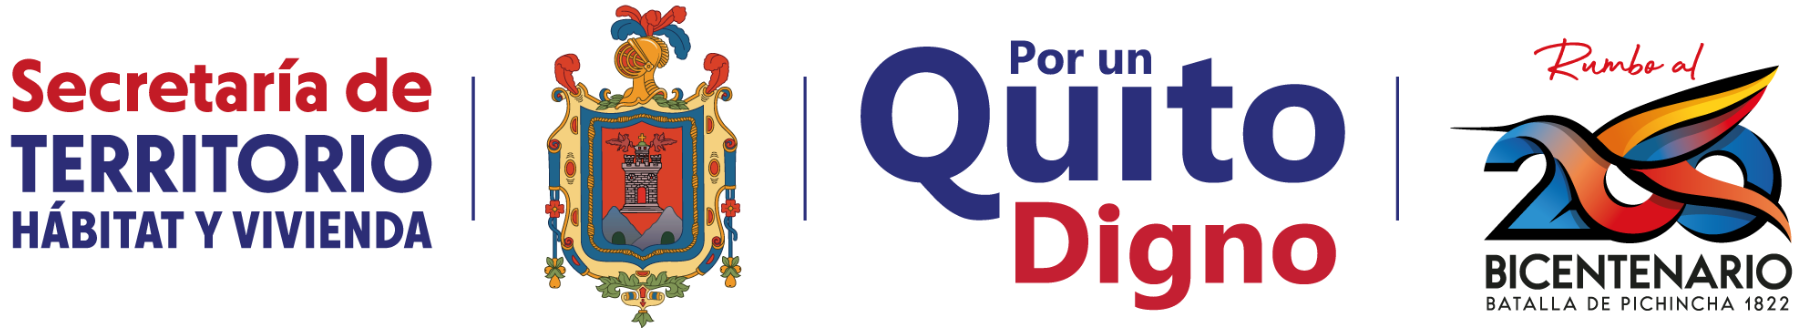 Secretaría de
TERRITORIO
HÁBITAT Y VIVIENDA
Por un
Quito
Digno
Rumbo al
200
BICENTENARIO
BATALLA DE PICHINCHA 1822